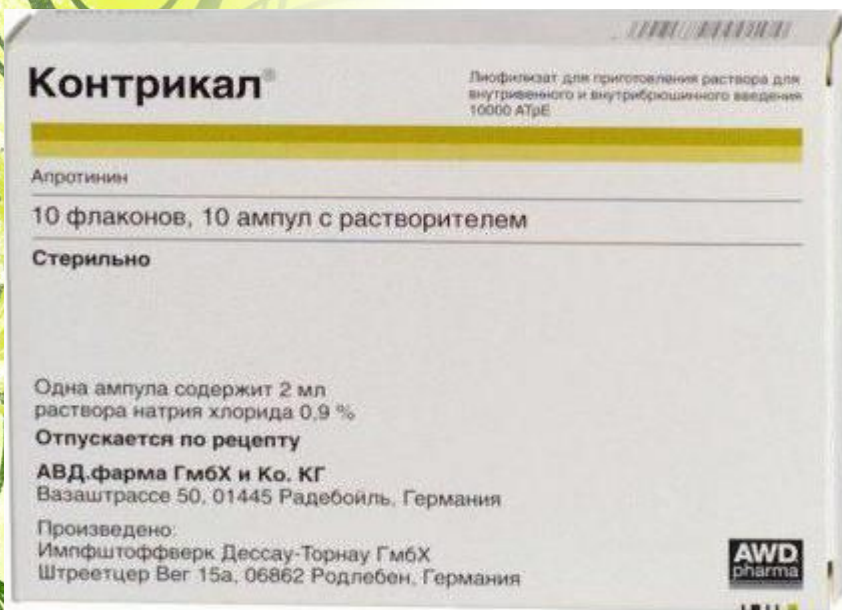 Контрикал®
Лиофилизат для приготовления раствора для
внутривенного и внутрибрюшинного введения
10000 АТрЕ
Апротинин
10 флаконов, 10 ампул с растворителем
Стерильно
Одна ампула содержит 2 мл
раствора натрия хлорида 0,9 %
Отпускается по рецепту
АВД.фарма ГмбХ и Ко. КГ
Вазаштрассе 50, 01445 Радебойль, Германия
Произведено:
Импфштоффверк Дессау-Торнау ГмбХ
Штреетцер Вег 15а, 06862 Родлебен, Германия
AWD
pharma